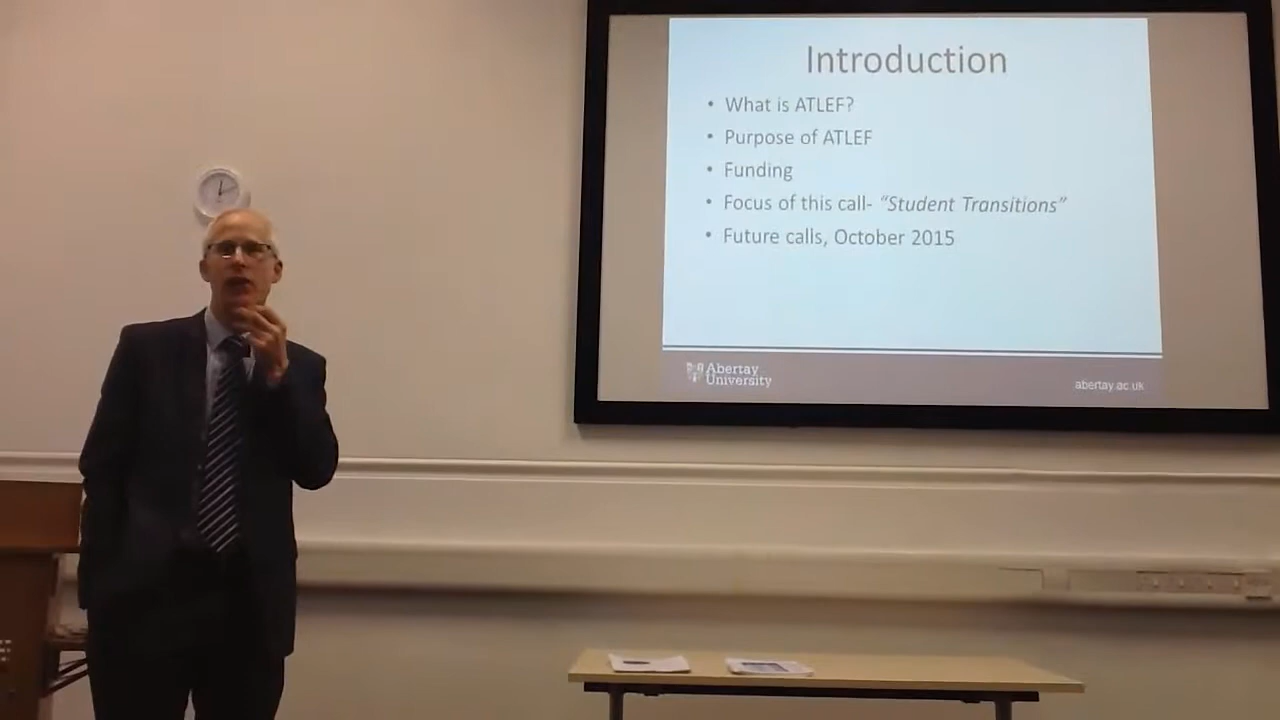 Introduction
• What is ATLEF?
• Purpose of ATLEF
• Funding
• Focus of this call- “Student Transitions”
• Future calls, October 2015
Abertay
University
abertay.ac.uk